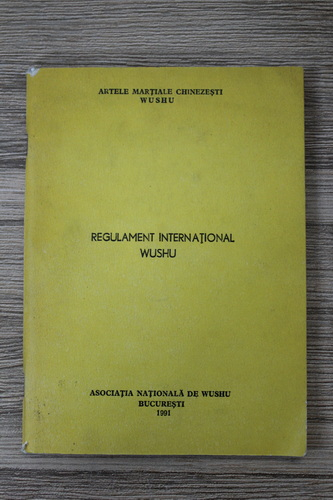 ARTELE MARȚIALE CHINEZEȘTI
WUSHU
REGULAMENT INTERNAȚIONAL
WUSHU
ASOCIAȚIA NAȚIONALĂ DE WUSHU
BUCUREȘTI
1991